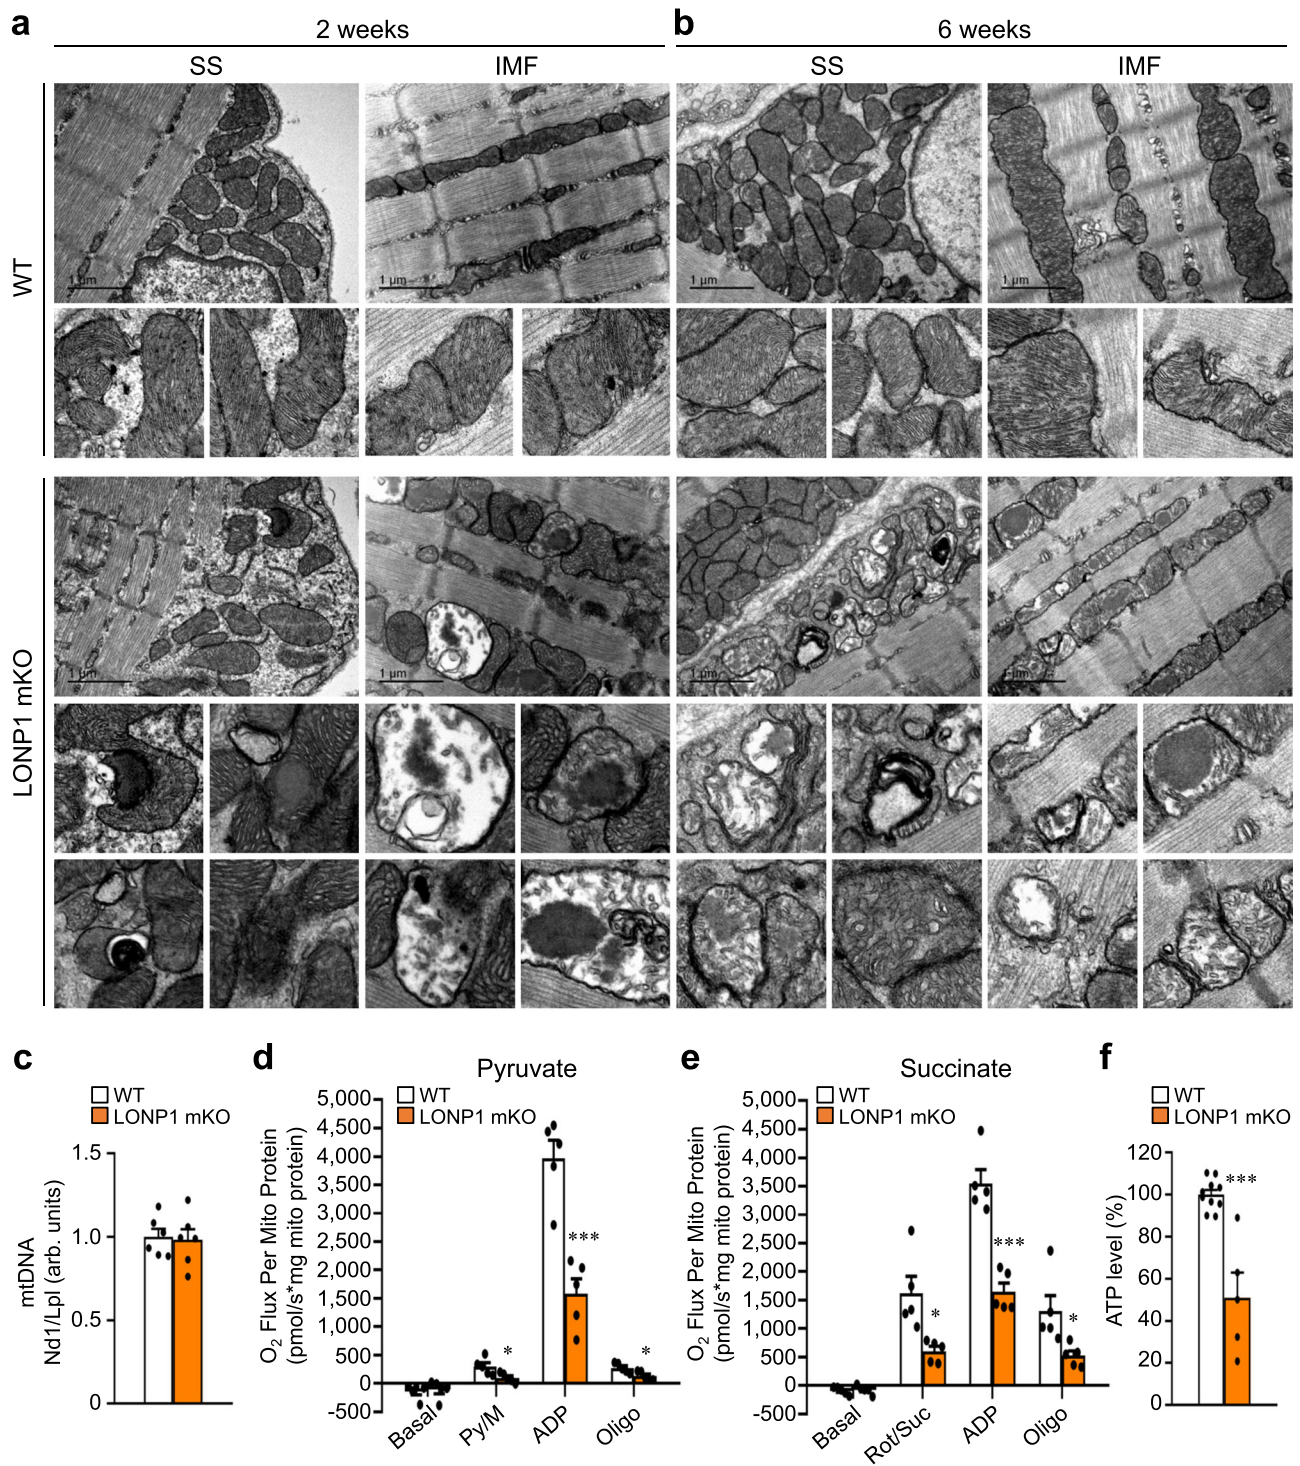 a
2 weeks
b
6 weeks
SS
IMF
SS
IMF
WT
1 µm
1 µm
1 µm
1 µm
LONP1 mKO
1 µm
1 µm
1 µm
1 µm
c
WT
LONP1 mKO
mtDNA
Nd1/Lpl (arb. units)
1.5
1.0
0.5
0
d
Pyruvate
WT
LONP1 mKO
O2 Flux Per Mito Protein
(pmol/s*mg mito protein)
5,000
4,500
4,000
3,500
3,000
2,500
2,000
1,500
1,000
500
0
-500
*
***
*
Basal
Py/M
ADP
Oligo
e
Succinate
WT
LONP1 mKO
O2 Flux Per Mito Protein
(pmol/s*mg mito protein)
5,000
4,500
4,000
3,500
3,000
2,500
2,000
1,500
1,000
500
0
-500
*
***
*
Basal
Rot/Suc
ADP
Oligo
f
WT
LONP1 mKO
ATP level (%)
120
100
80
60
40
20
0
***